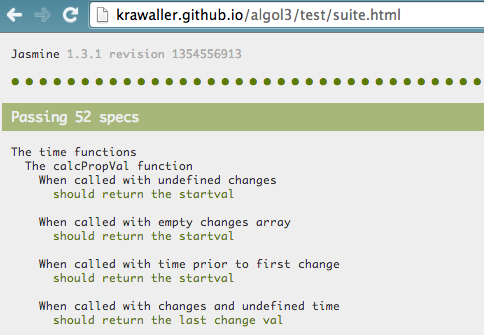 krawaller.github.io/algol3/test/suite.html
Jasmine 1.3.1 revision 1354556913
Passing 52 specs
The time functions
The calcPropVal function
When called with undefined changes
should return the startval
When called with empty changes array
should return the startval
When called with time prior to first change
should return the startval
When called with changes and undefined time
should return the last change val